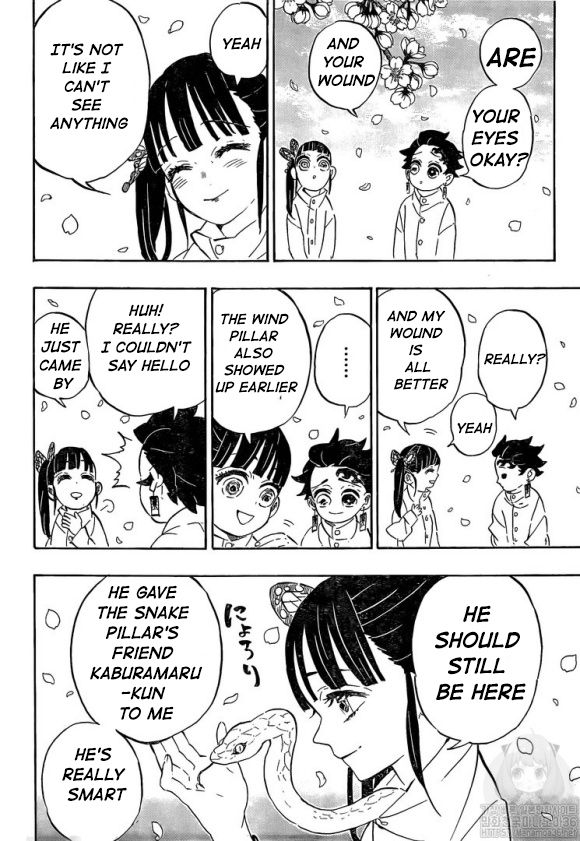 ARE
YOUR
EYES
OKAY?
AND
YOUR
WOUND
YEAH
IT'S NOT
LIKE I
CAN'T
SEE
ANYTHING
REALLY?
YEAH
AND MY
WOUND
IS
ALL
BETTER
......
THE WIND
PILLAR
ALSO
SHOWED
UP EARLIER
HUH!
REALLY?
I COULDN'T
SAY HELLO
HE
JUST
CAME
BY
HE
SHOULD
STILL
BE HERE
にょろり
HE GAVE
THE SNAKE
PILLAR'S
FRIEND
KABURAMARU
-KUN
TO ME
HE'S
REALLY
SMART